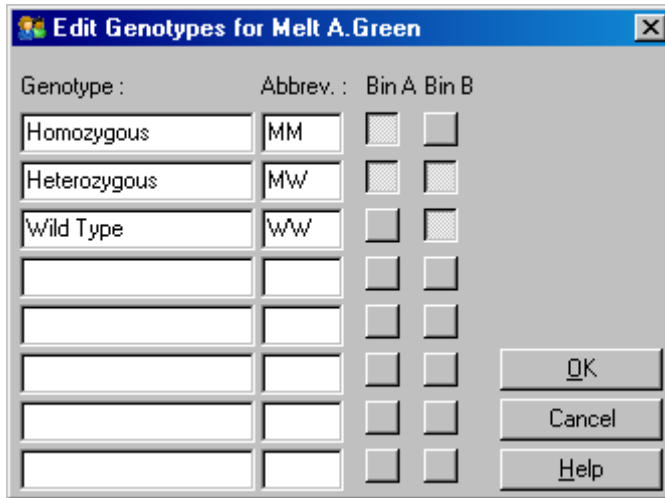 Edit Genotypes for Melt A.Green
Genotype : Abbrev. : Bin A Bin B
Homozygous MM
Heterozygous MW
Wild Type WW
OK
Cancel
Help